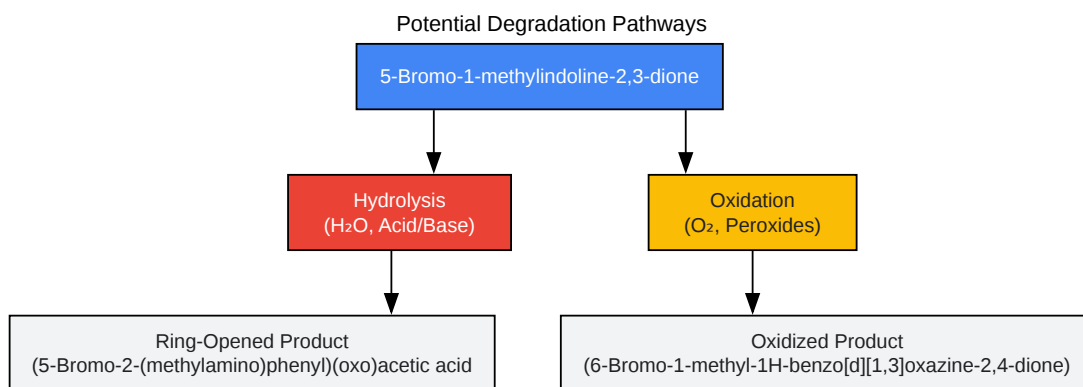 Potential Degradation Pathways
5-Bromo-1-methylindoline-2,3-dione
Hydrolysis
(H₂O, Acid/Base)
Oxidation
(O₂, Peroxides)
Ring-Opened Product
(5-Bromo-2-(methylamino)phenyl)(oxo)acetic acid
Oxidized Product
(6-Bromo-1-methyl-1H-benzo[d][1,3]oxazine-2,4-dione)